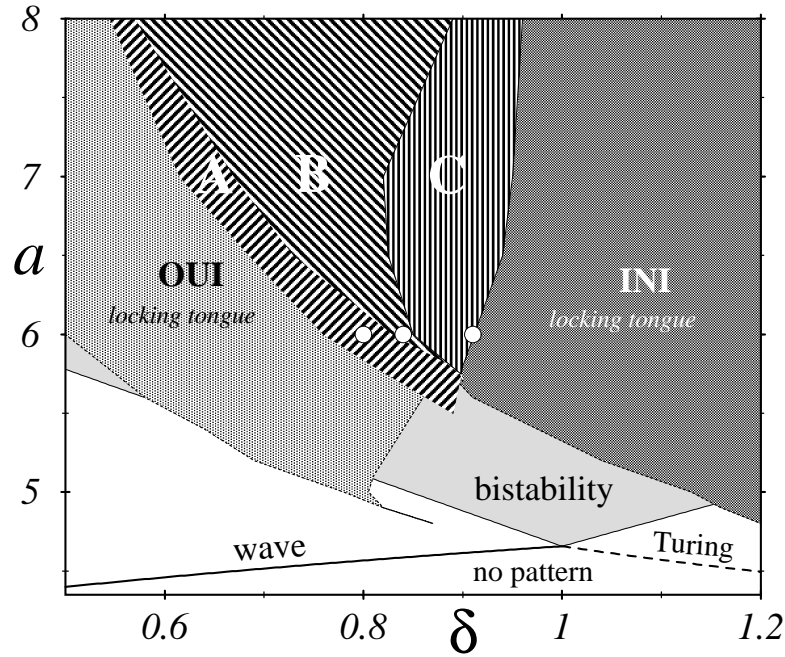 8
7
a
6
5
A B C
OUI
locking tongue
INI
locking tongue
bistability
wave
Turing
no pattern
0.6 0.8 δ 1 1.2